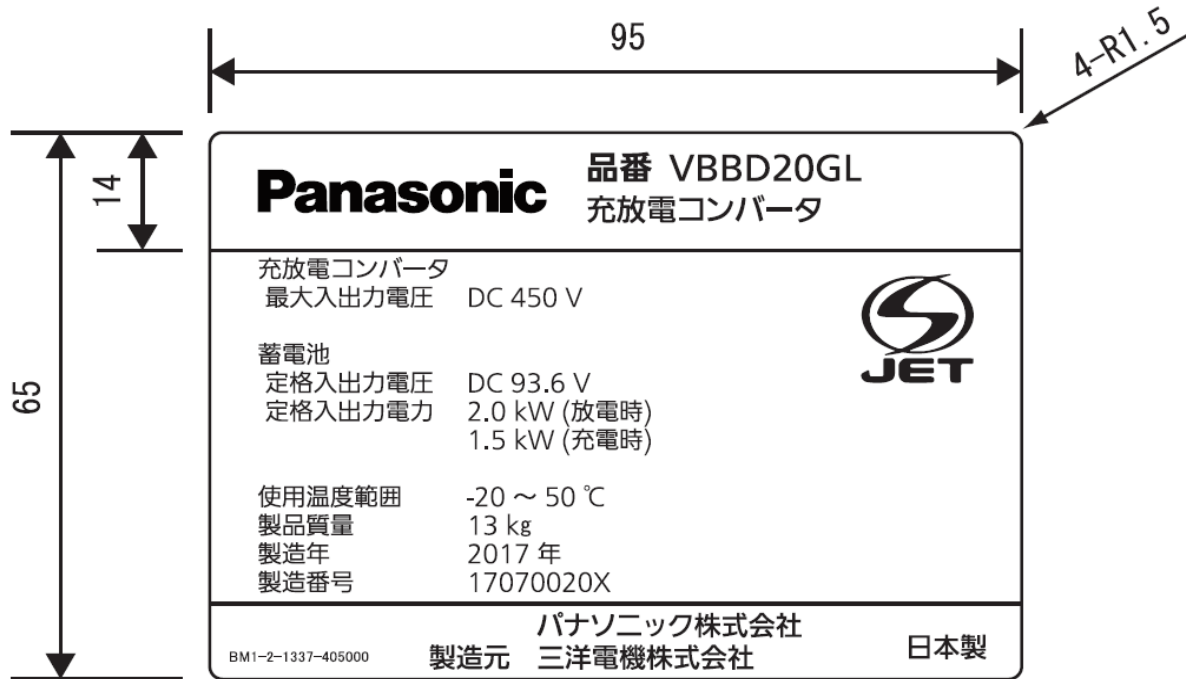 95
4-R1.5
14
65
Panasonic
品番 VBBD20GL
充放電コンバータ
充放電コンバータ
最大入出力電圧 DC 450 V
JET
蓄電池
定格入出力電圧 DC 93.6 V
定格入出力電力 2.0 kW (放電時)
1.5 kW (充電時)
使用温度範囲 -20 ～ 50 ℃
製品質量 13 kg
製造年 2017 年
製造番号 17070020X
パナソニック株式会社
BM1-2-1337-405000 製造元 三洋電機株式会社 日本製